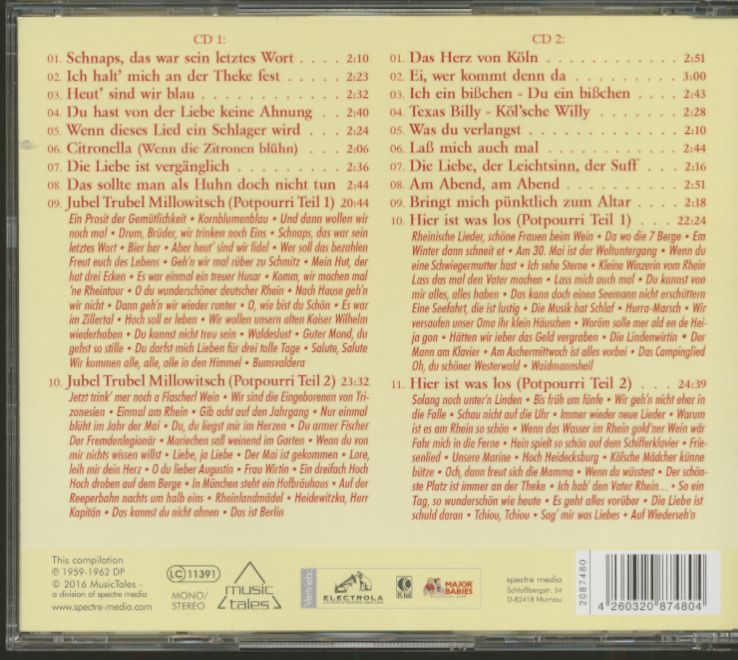 CD 1:
01. Schnaps, das war sein letztes Wort . . . . 2:10
02. Ich halt' mich an der Theke fest . . . . . 2:23
03. Heut' sind wir blau . . . . . . . . . . . 2:32
04. Du hast von der Liebe keine Ahnung . . 2:40
05. Wenn dieses Lied ein Schlager wird . . . 2:24
06. Citronella (Wenn die Zitronen blühn) . . 2:06
07. Die Liebe ist vergänglich . . . . . . . . 2:36
08. Das sollte man als Huhn doch nicht tun 2:44
09. Jubel Trubel Millowitsch (Potpourri Teil 1) 20:44
Ein Prosit der Gemütlichkeit • Kornblumenblau • Und dann wollen wir
noch mal • Drum, Brüder, wir trinken noch Eins • Schnaps, das war sein
letztes Wort • Bier her • Aber heut' sind wir fidel • Wer soll das bezahlen
Freut euch des Lebens • Geh'n wir mal rüber zu Schmitz • Mein Hut, der
hat drei Ecken • Es war einmal ein treuer Husar • Komm, wir machen mal
'ne Rheintour • O du wunderschöner deutscher Rhein • Nach Hause geh'n
wir nicht • Dann geh'n wir wieder runter • O, wie bist du Schön • Es war
im Zillertal • Hoch soll er leben • Wir wollen unsern alten Kaiser Wilhelm
wiederhaben • Du kannst nicht treu sein • Waldeslust • Guter Mond, du
gehst so stille • Du darfst mich Lieben für drei tolle Tage • Salute, Salute
Wir kommen alle, alle, alle in den Himmel • Bumsvaldera
10. Jubel Trubel Millowitsch (Potpourri Teil 2) 23:32
Jetzt trink' mer noch a Flascherl Wein • Wir sind die Eingeborenen von Tri-
zonesien • Einmal am Rhein • Gib acht auf den Jahrgang • Nur einmal
blüht im Jahr der Mai • Du, du liegst mir im Herzen • Du armer Fischer
Der Fremdenlegionär • Mariechen saß weinend im Garten • Wenn du von
mir nichts wissen willst • Liebe, ja Liebe • Der Mai ist gekommen • Lore,
leih mir dein Herz • O du lieber Augustin • Frau Wirtin • Ein dreifach Hoch
Hoch droben auf dem Berge • In München steht ein Hofbräuhaus • Auf der
Reeperbahn nachts um halb eins • Rheinlandmädel • Heidewitzka, Herr
Kapitän • Das kannst du nicht ahnen • Das ist Berlin
CD 2:
01. Das Herz von Köln . . . . . . . . . . . 2:51
02. Ei, wer kommt denn da . . . . . . . . . 3:00
03. Ich ein bißchen - Du ein bißchen . . . . 2:43
04. Texas Billy - Köl'sche Willy . . . . . . . 2:28
05. Was du verlangst . . . . . . . . . . . . 2:10
06. Laß mich auch mal . . . . . . . . . . . 2:44
07. Die Liebe, der Leichtsinn, der Suff . . . 2:16
08. Am Abend, am Abend . . . . . . . . . . 2:51
09. Bringt mich pünktlich zum Altar . . . . 2:18
10. Hier ist was los (Potpourri Teil 1) . . . 22:24
Rheinische Lieder, schöne Frauen beim Wein • Da wo die 7 Berge • Em
Winter dann schneit et • Am 30. Mai ist der Weltuntergang • Wenn du
eine Schwiegermutter hast • Ich sehe Sterne • Kleine Winzerin vom Rhein
Lass das mal den Vater machen • Lass mich auch mal • Du kannst von
mir alles, alles haben • Das kann doch einen Seemann nicht erschüttern
Eine Seefahrt, die ist lustig • Die Musik hat Schlaf • Hurra-Marsch • Wir
versaufen unser Oma ihr klein Häuschen • Waröm solle mer ald en de Hei-
ja gon • Hätten wir lieber das Geld vergraben • Die Lindenwirtin • Der
Mann am Klavier • Am Aschermittwoch ist alles vorbei • Das Campinglied
Oh, du schöner Westerwald • Waidmannsheil
11. Hier ist was los (Potpourri Teil 2) . . . 24:39
Solang noch unter'n Linden • Bis früh um fünfe • Wir geh'n nicht eher in
die Falle • Schau nicht auf die Uhr • Immer wieder neue Lieder • Warum
ist es am Rhein so schön • Wenn das Wasser im Rhein gold'ner Wein wär
Fahr mich in die Ferne • Hein spielt so schön auf dem Schifferklavier • Frie-
senlied • Unsere Marine • Hoch Heidecksburg • Kölsche Mädcher künne
bütze • Och, dann freut sich die Mamma • Wenn du wüsstest • Der schön-
ste Platz ist immer an der Theke • Ich hab' den Vater Rhein... • So ein
Tag, so wunderschön wie heute • Es geht alles vorüber • Die Liebe ist
schuld daran • Tchiou, Tchiou • Sag' mir was Liebes • Auf Wiederseh'n
This compilation
℗ 1959-1962 DP
© 2016 MusicTales -
a division of spectre media
www.spectre-media.com
LC 11391
MONO/
STEREO
music
tales
Vertrieb:
ELECTROLA
K-tel
MAJOR
BABIES
spectre media
Schloßbergstr. 34
D-82418 Murnau
2087480
4 260320 874804